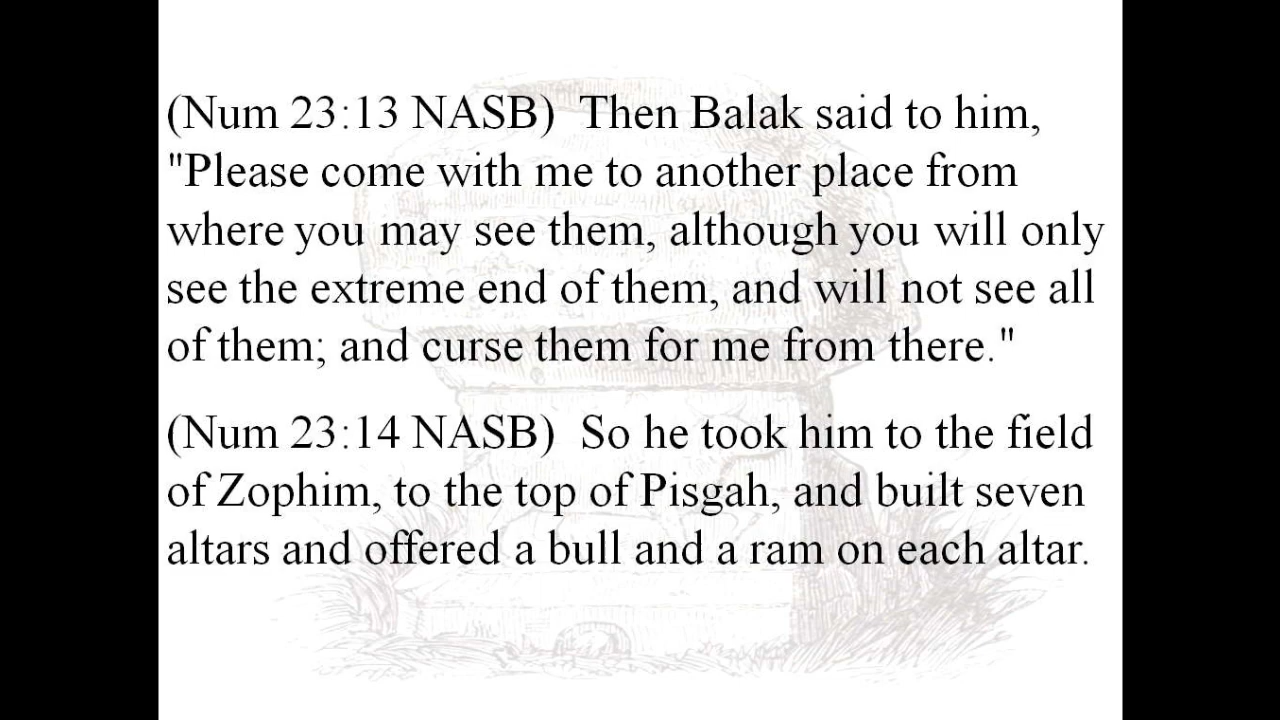 (Num 23:13 NASB)  Then Balak said to him,
"Please come with me to another place from
where you may see them, although you will only
see the extreme end of them, and will not see all
of them; and curse them for me from there."
(Num 23:14 NASB)  So he took him to the field
of Zophim, to the top of Pisgah, and built seven
altars and offered a bull and a ram on each altar.